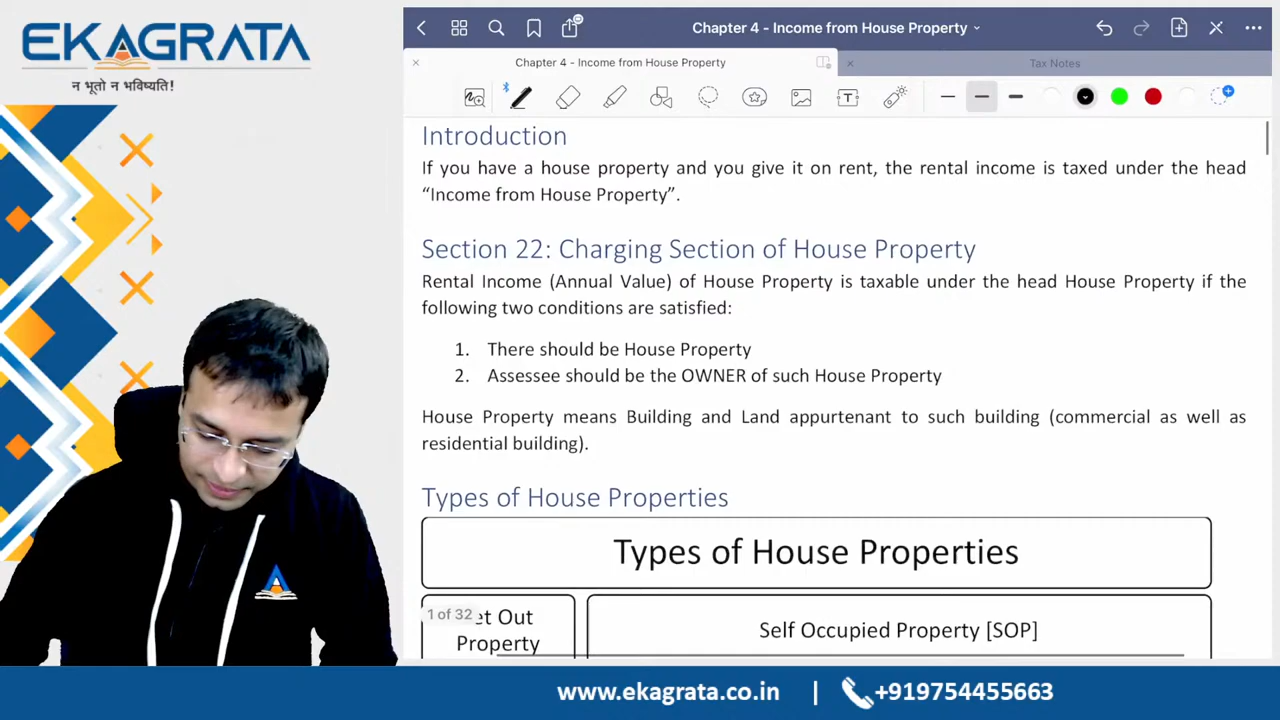 EKAGRATA
न भूतो न भविष्यति!
Chapter 4 - Income from House Property
Chapter 4 - Income from House Property
Tax Notes
Introduction
If you have a house property and you give it on rent, the rental income is taxed under the head
“Income from House Property”.
Section 22: Charging Section of House Property
Rental Income (Annual Value) of House Property is taxable under the head House Property if the
following two conditions are satisfied:
1. There should be House Property
2. Assessee should be the OWNER of such House Property
House Property means Building and Land appurtenant to such building (commercial as well as
residential building).
Types of House Properties
Types of House Properties
1 of 32
Out
Property
Self Occupied Property [SOP]
www.ekagrata.co.in | +919754455663